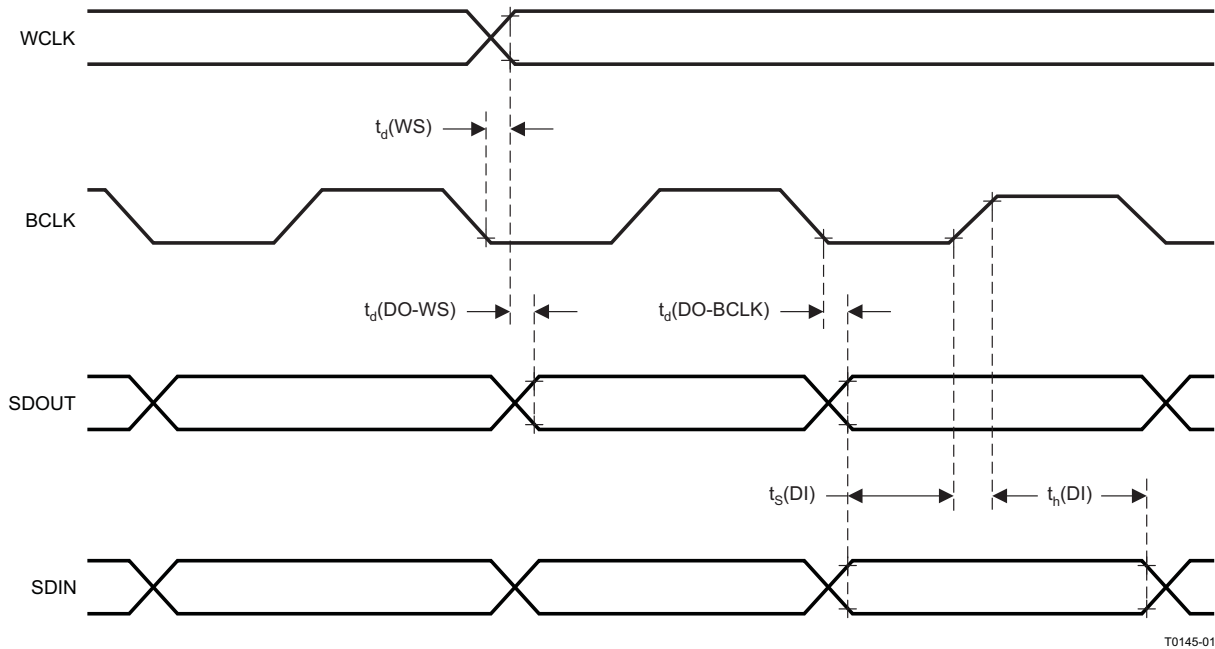 WCLK
t_d(WS)
BCLK
t_d(DO-WS) t_d(DO-BCLK)
SDOUT
t_S(DI) t_h(DI)
SDIN
T0145-01